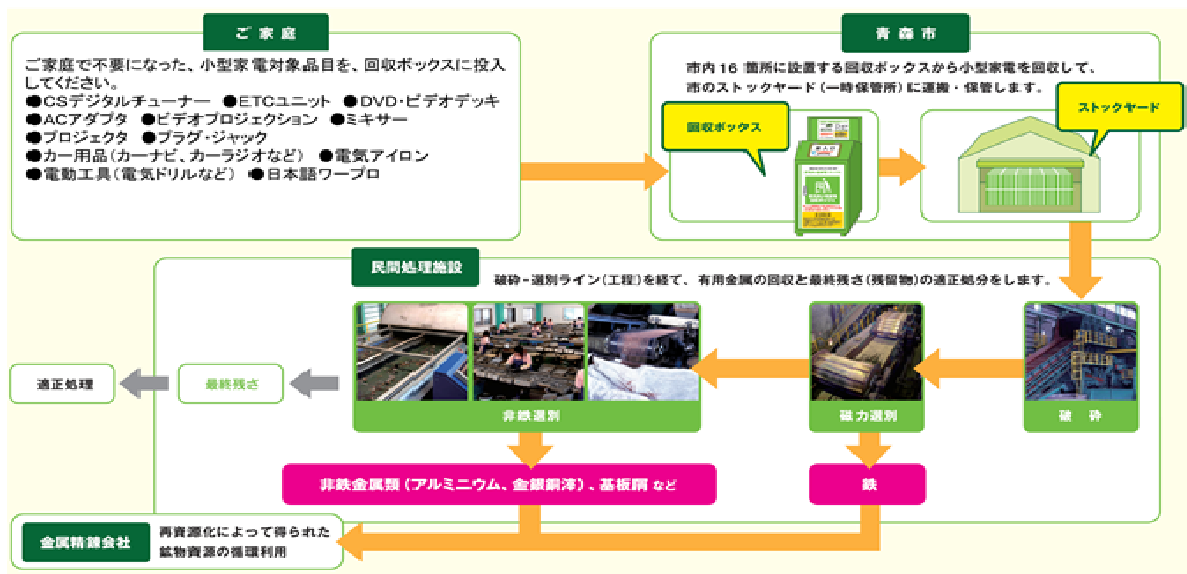 ご家庭
ご家庭で不要になった、小型家電対象品目を、回収ボックスに投入
してください。
●CSデジタルチューナー ●ETCユニット ●DVD・ビデオデッキ
●ACアダプタ ●ビデオプロジェクション ●ミキサー
●プロジェクタ ●プラグ・ジャック
●カー用品(カーナビ、カーラジオなど) ●電気アイロン
●電動工具(電気ドリルなど) ●日本語ワープロ
青森市
市内16箇所に設置する回収ボックスから小型家電を回収して、
市のストックヤード(一時保管所)に運搬・保管します。
回収ボックス
ストックヤード
民間処理施設
破砕-選別ライン(工程)を経て、有用金属の回収と最終残さ(残留物)の適正処分をします。
破砕
磁力選別
非鉄選別
最終残さ
適正処理
非鉄金属類(アルミニウム、金銀銅滓)、基板屑 など
鉄
金属精錬会社
再資源化によって得られた
鉱物資源の循環利用